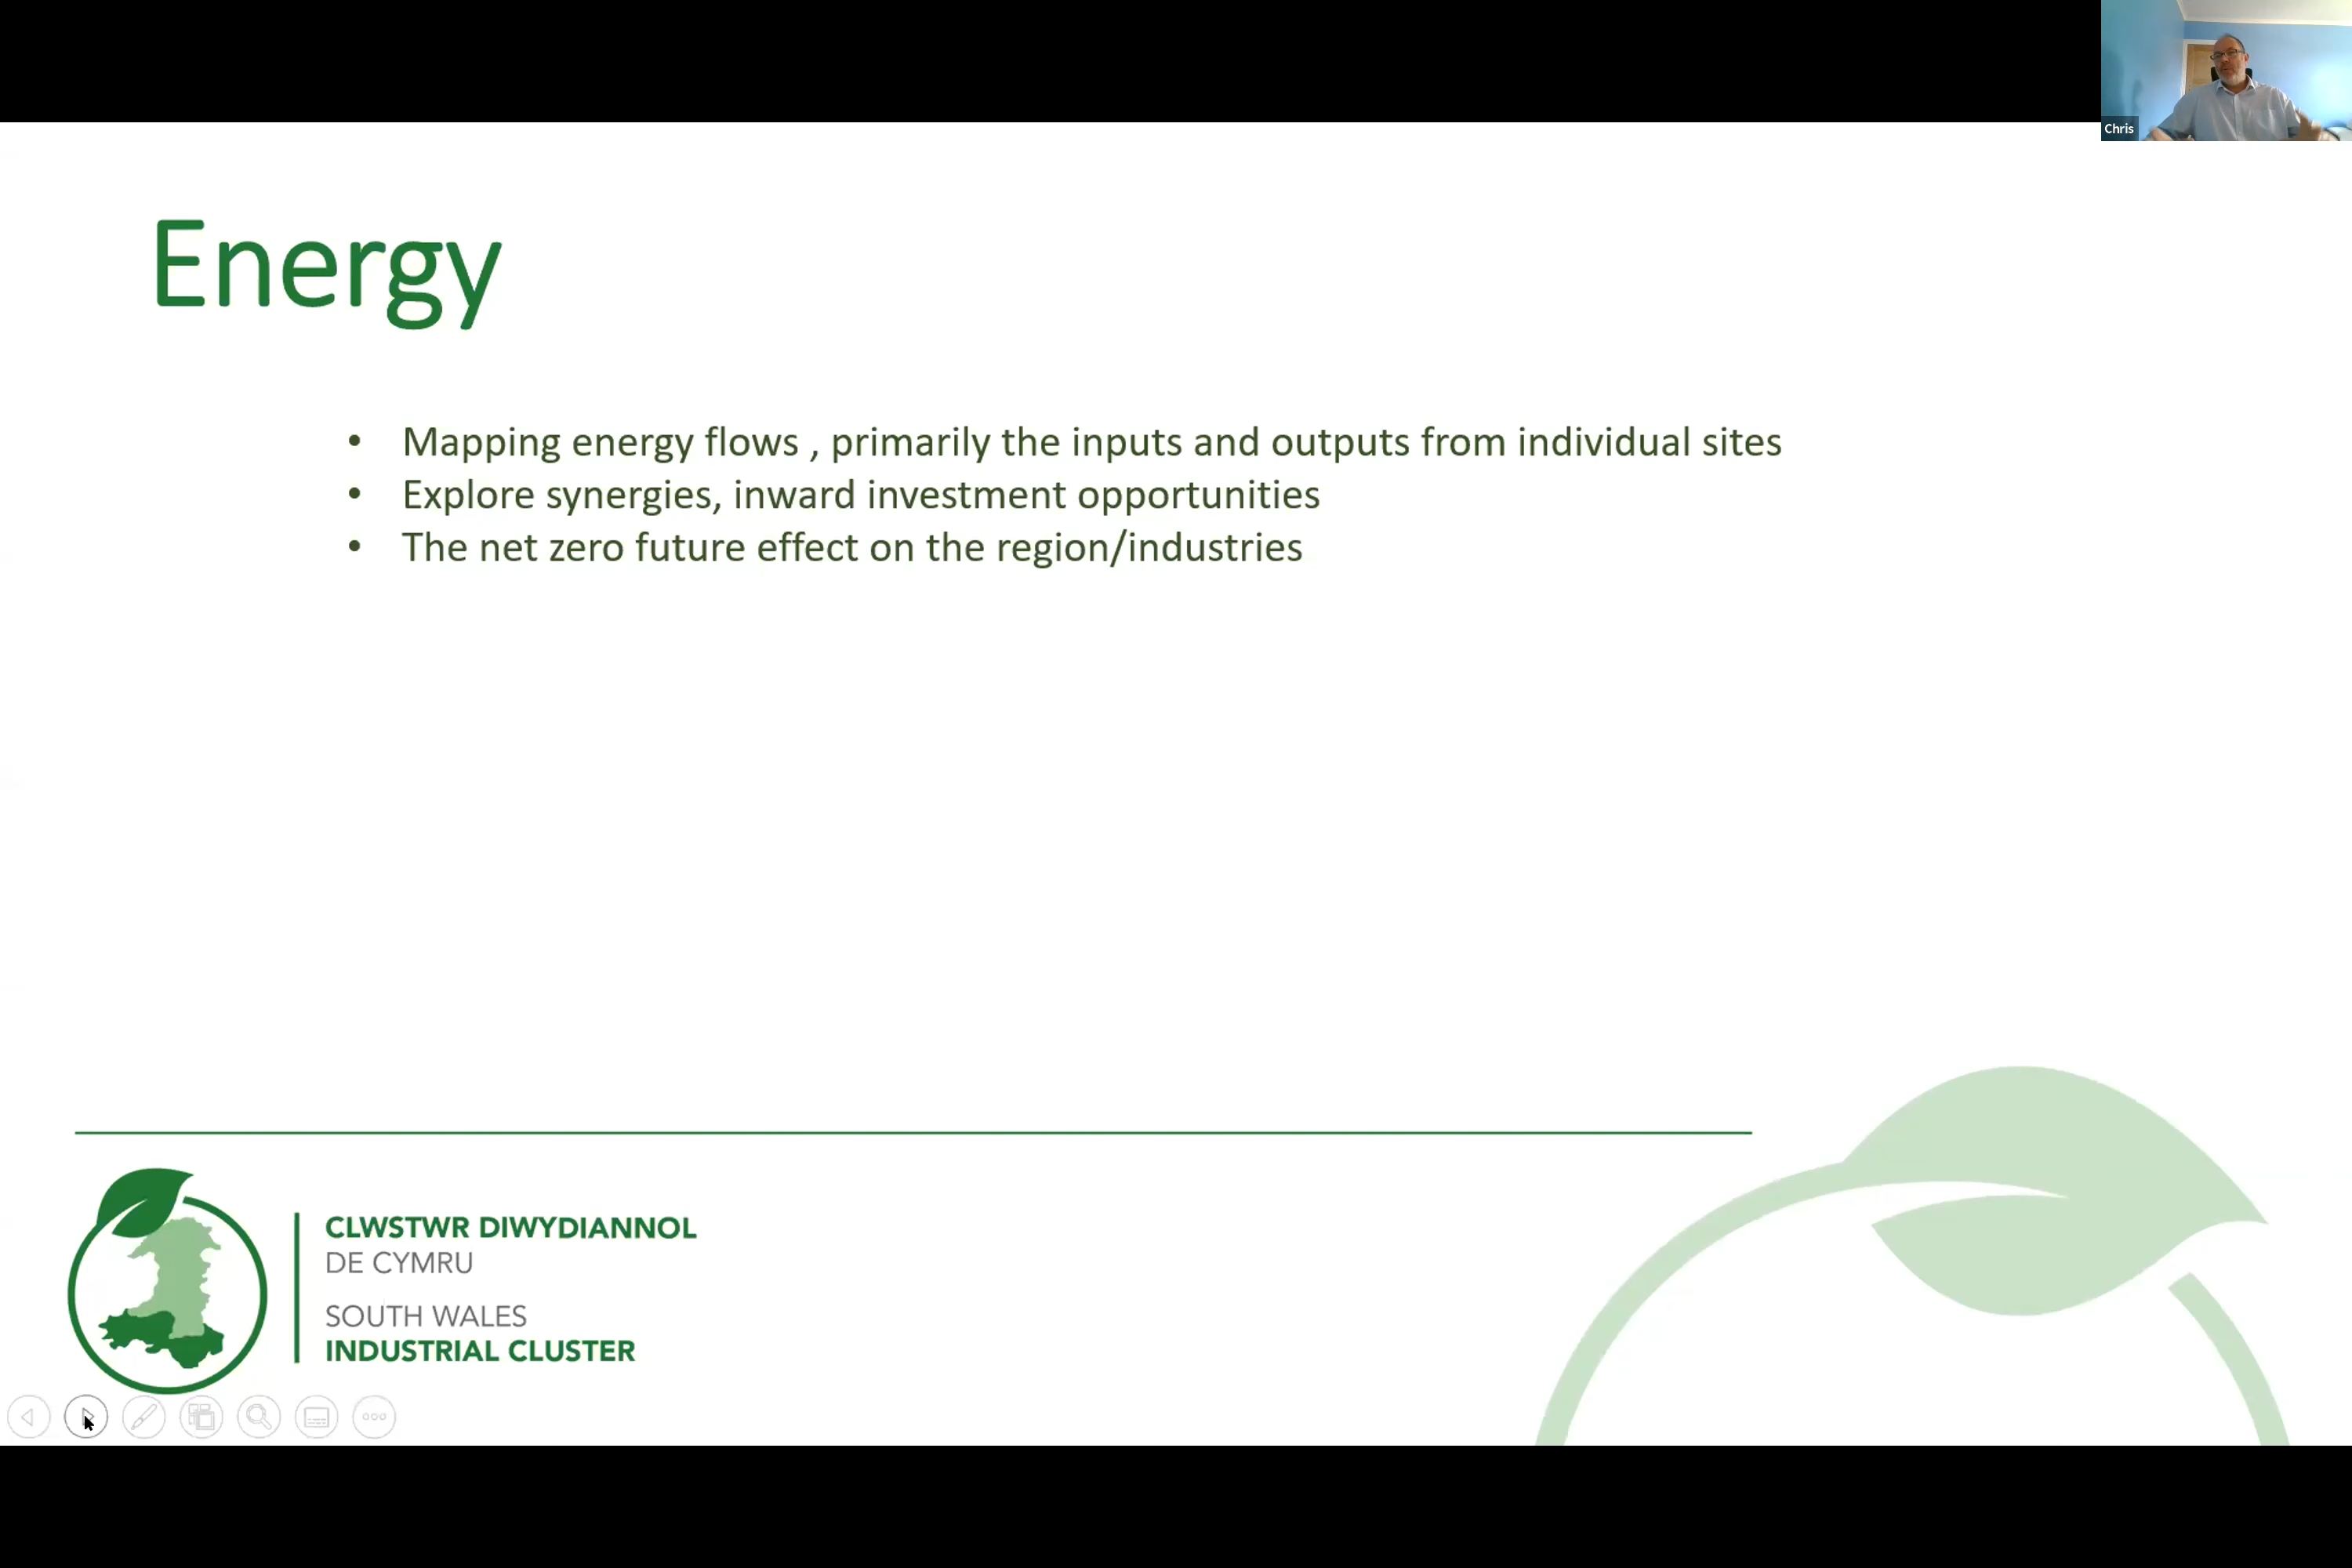 Chris
Energy
• Mapping energy flows , primarily the inputs and outputs from individual sites
• Explore synergies, inward investment opportunities
• The net zero future effect on the region/industries
CLWSTWR DIWYDIANNOL
DE CYMRU
SOUTH WALES
INDUSTRIAL CLUSTER